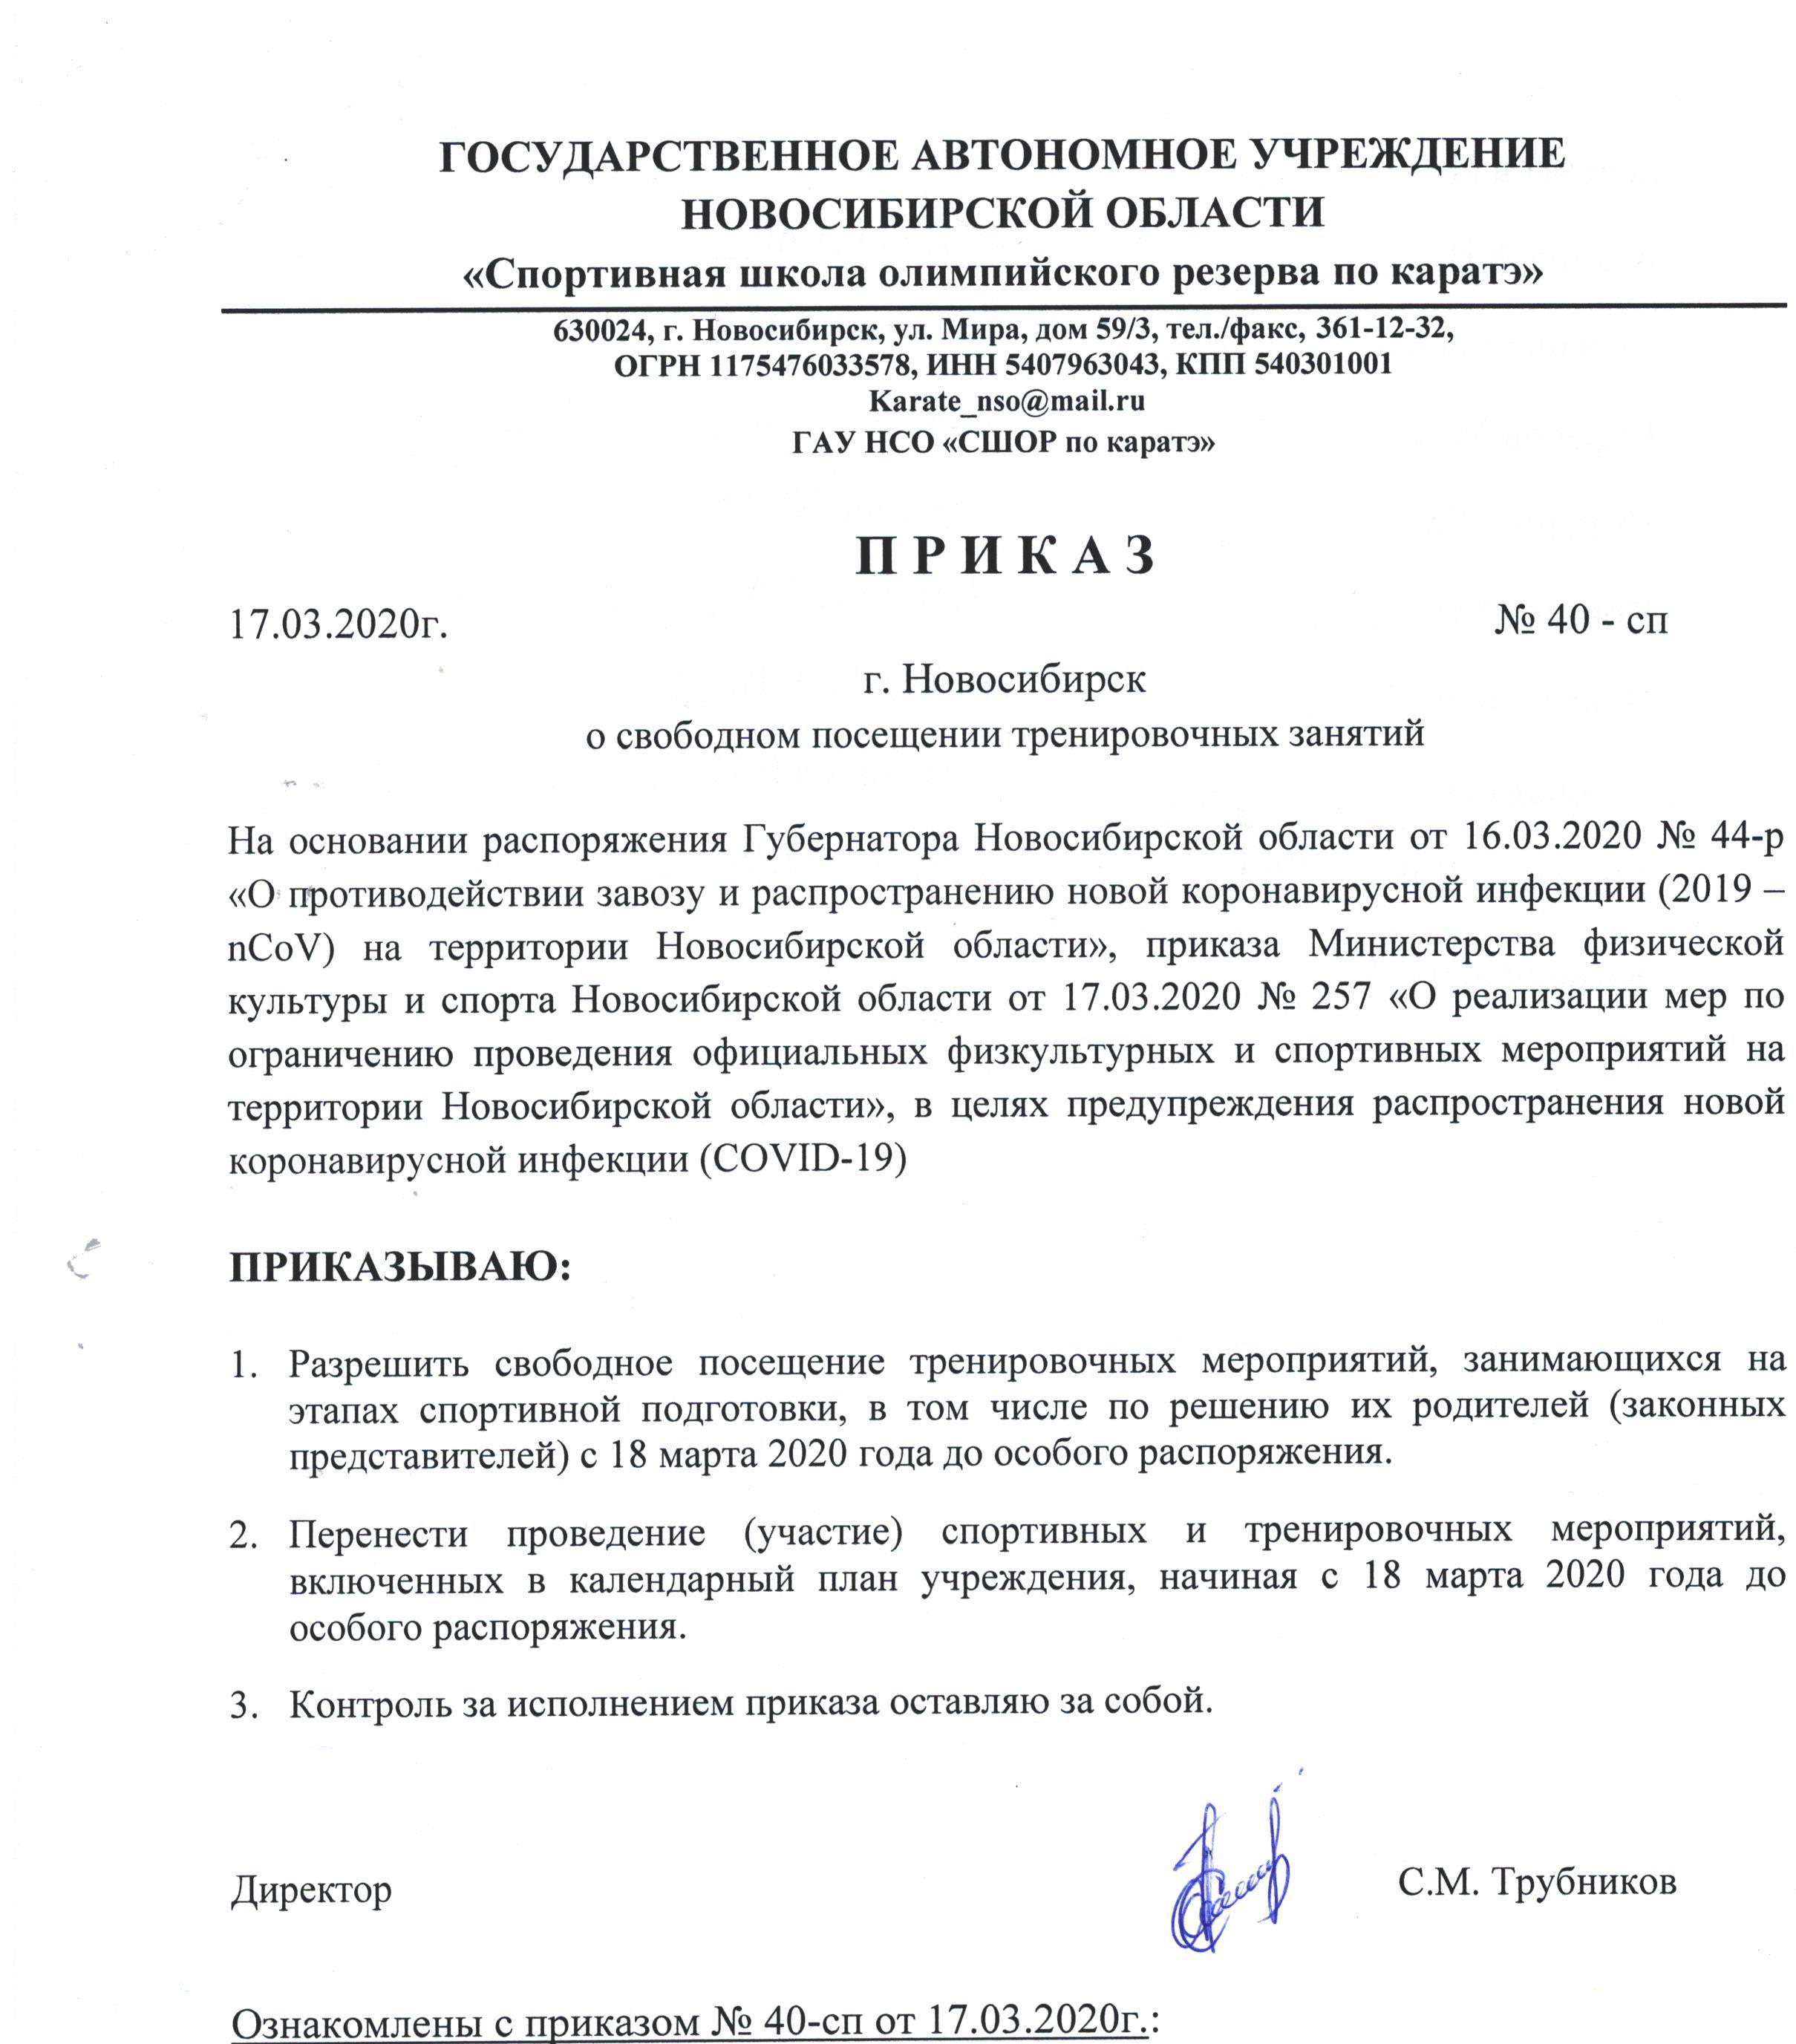 ГОСУДАРСТВЕННОЕ АВТОНОМНОЕ УЧРЕЖДЕНИЕ
НОВОСИБИРСКОЙ ОБЛАСТИ
«Спортивная школа олимпийского резерва по каратэ»
630024, г. Новосибирск, ул. Мира, дом 59/3, тел./факс, 361-12-32,
ОГРН 1175476033578, ИНН 5407963043, КПП 540301001
Karate_nso@mail.ru
ГАУ НСО «СШОР по каратэ»
П Р И К А З
17.03.2020г. № 40 - сп
г. Новосибирск
о свободном посещении тренировочных занятий
На основании распоряжения Губернатора Новосибирской области от 16.03.2020 № 44-р
«О противодействии завозу и распространению новой коронавирусной инфекции (2019 –
nCoV) на территории Новосибирской области», приказа Министерства физической
культуры и спорта Новосибирской области от 17.03.2020 № 257 «О реализации мер по
ограничению проведения официальных физкультурных и спортивных мероприятий на
территории Новосибирской области», в целях предупреждения распространения новой
коронавирусной инфекции (COVID-19)
ПРИКАЗЫВАЮ:
1. Разрешить свободное посещение тренировочных мероприятий, занимающихся на
этапах спортивной подготовки, в том числе по решению их родителей (законных
представителей) с 18 марта 2020 года до особого распоряжения.
2. Перенести проведение (участие) спортивных и тренировочных мероприятий,
включенных в календарный план учреждения, начиная с 18 марта 2020 года до
особого распоряжения.
3. Контроль за исполнением приказа оставляю за собой.
Директор С.М. Трубников
Ознакомлены с приказом № 40-сп от 17.03.2020г.: